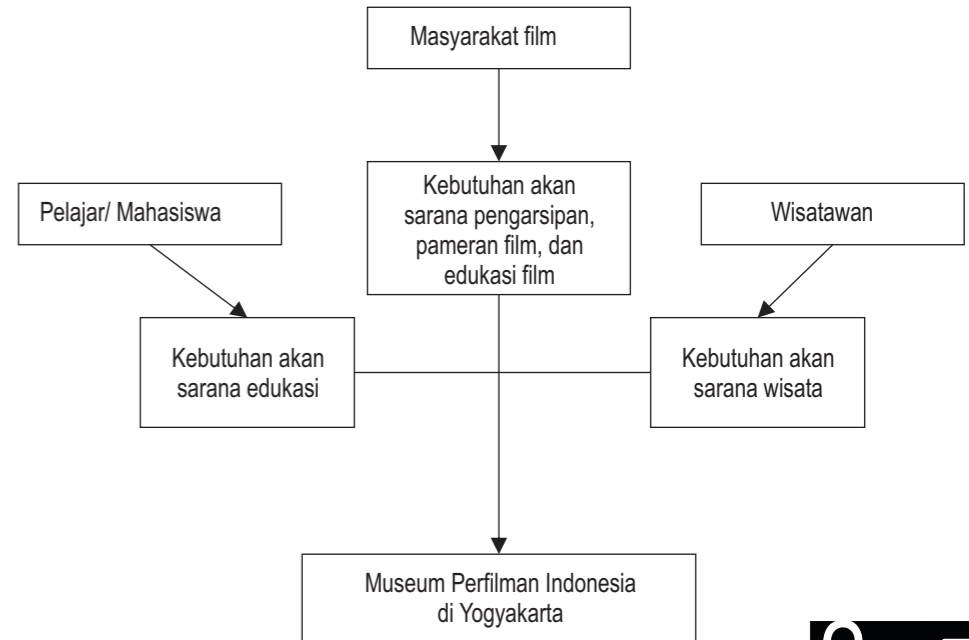 Masyarakat film
Kebutuhan akan
sarana pengarsipan,
pameran film, dan
edukasi film
Pelajar/ Mahasiswa
Wisatawan
Kebutuhan akan
sarana edukasi
Kebutuhan akan
sarana wisata
Museum Perfilman Indonesia
di Yogyakarta